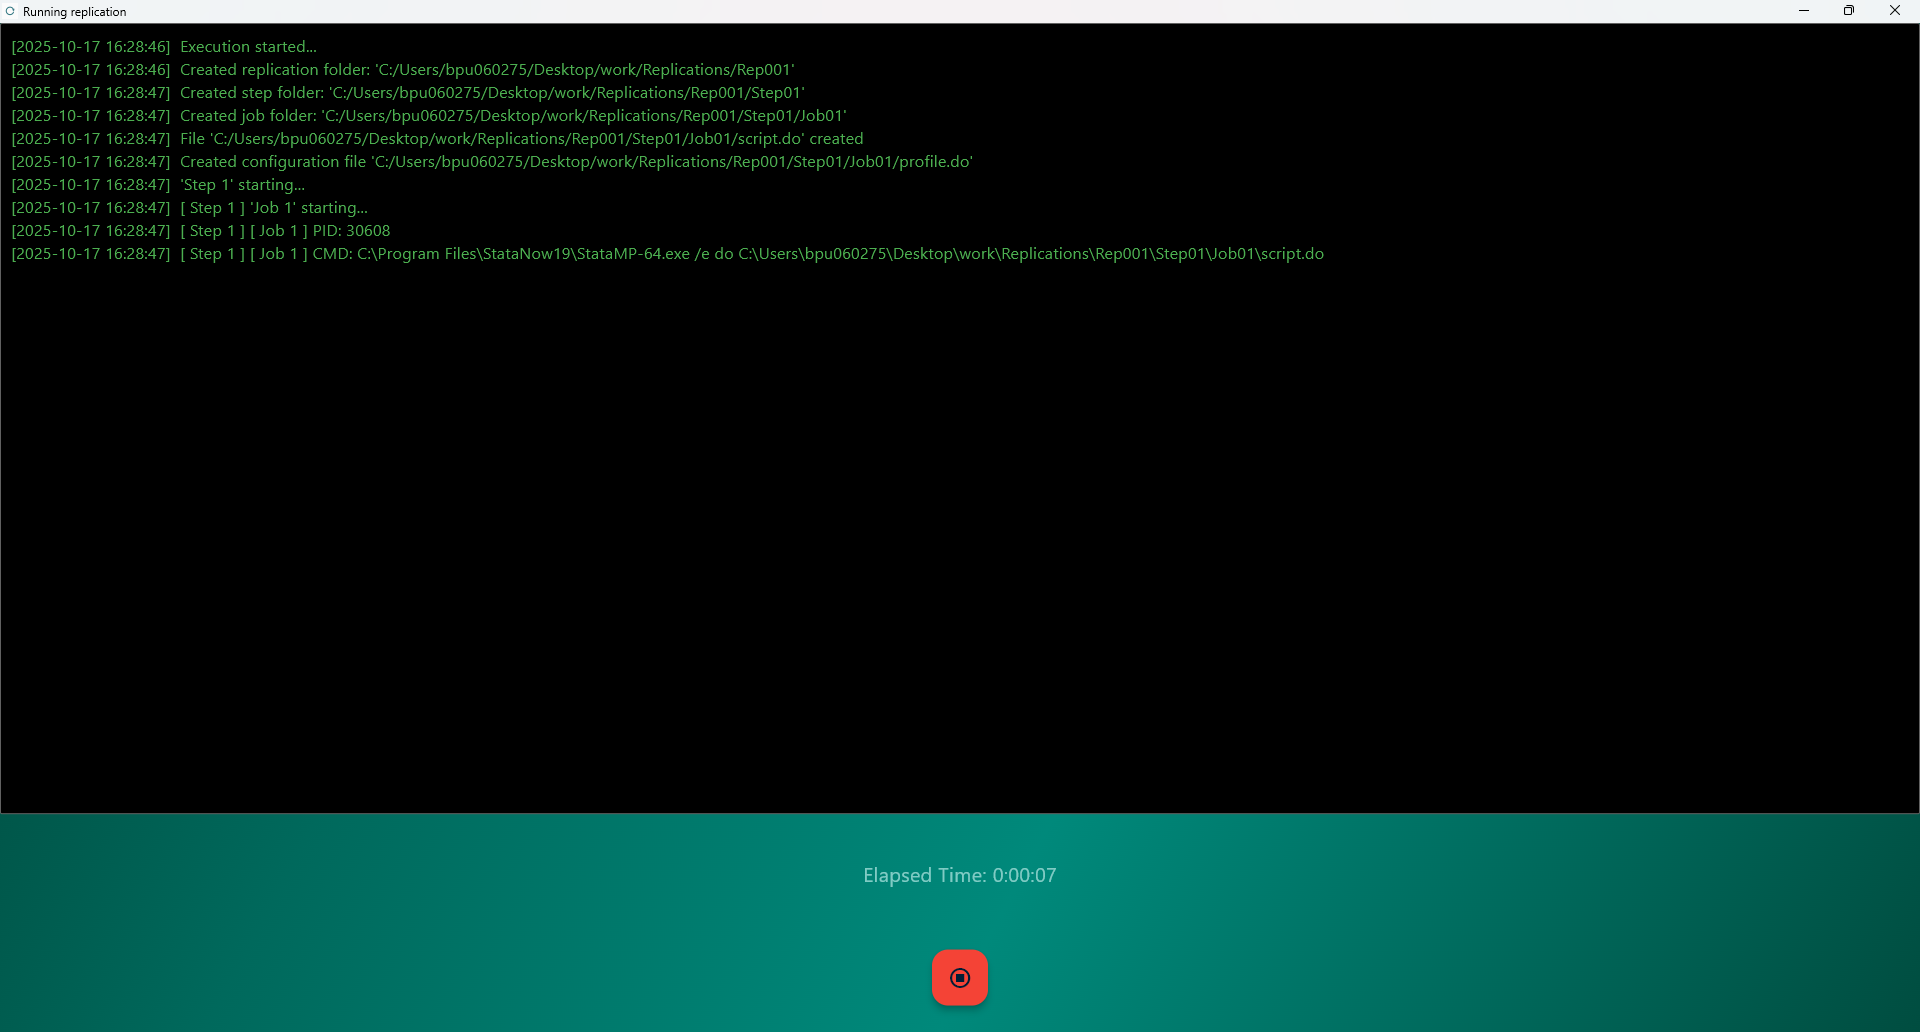 Running replication
[2025-10-17 16:28:46] Execution started...
[2025-10-17 16:28:46] Created replication folder: 'C:/Users/bpu060275/Desktop/work/Replications/Rep001'
[2025-10-17 16:28:47] Created step folder: 'C:/Users/bpu060275/Desktop/work/Replications/Rep001/Step01'
[2025-10-17 16:28:47] Created job folder: 'C:/Users/bpu060275/Desktop/work/Replications/Rep001/Step01/Job01'
[2025-10-17 16:28:47] File 'C:/Users/bpu060275/Desktop/work/Replications/Rep001/Step01/Job01/script.do' created
[2025-10-17 16:28:47] Created configuration file 'C:/Users/bpu060275/Desktop/work/Replications/Rep001/Step01/Job01/profile.do'
[2025-10-17 16:28:47] 'Step 1' starting...
[2025-10-17 16:28:47] [ Step 1 ] 'Job 1' starting...
[2025-10-17 16:28:47] [ Step 1 ] [ Job 1 ] PID: 30608
[2025-10-17 16:28:47] [ Step 1 ] [ Job 1 ] CMD: C:\Program Files\StataNow19\StataMP-64.exe /e do C:\Users\bpu060275\Desktop\work\Replications\Rep001\Step01\Job01\script.do
Elapsed Time: 0:00:07